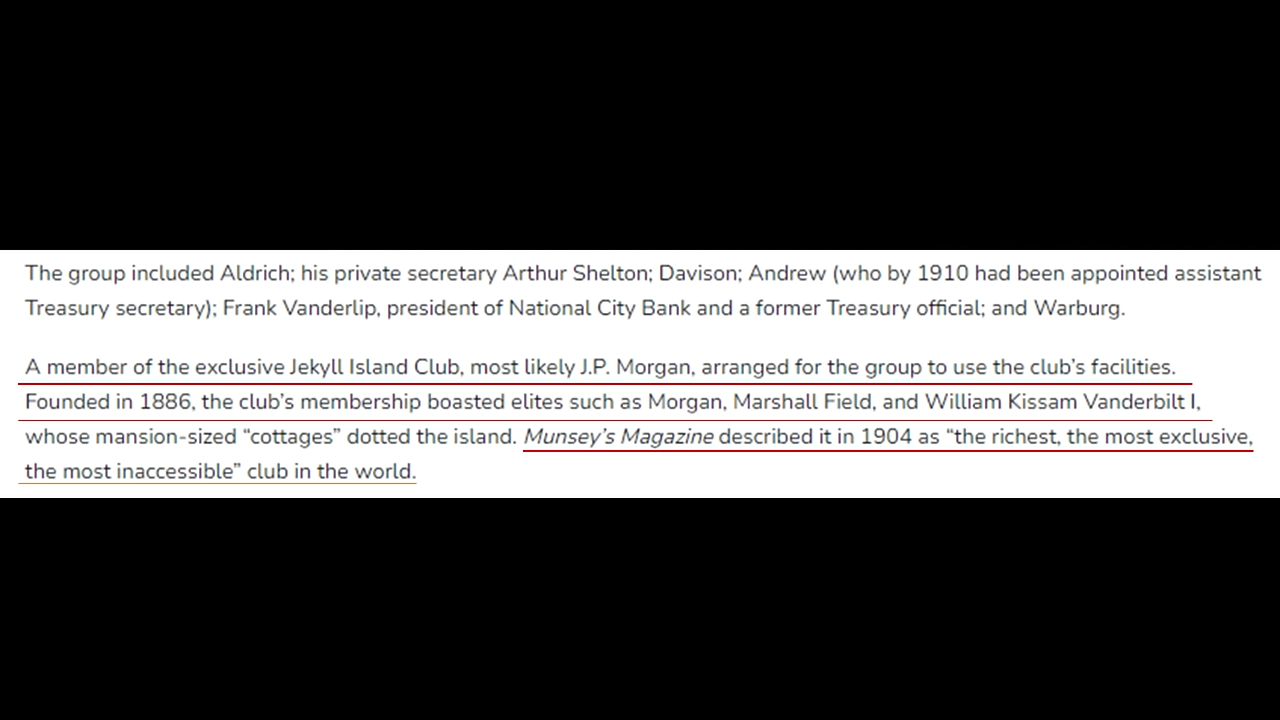 The group included Aldrich; his private secretary Arthur Shelton; Davison; Andrew (who by 1910 had been appointed assistant
Treasury secretary); Frank Vanderlip, president of National City Bank and a former Treasury official; and Warburg.
A member of the exclusive Jekyll Island Club, most likely J.P. Morgan, arranged for the group to use the club’s facilities.
Founded in 1886, the club’s membership boasted elites such as Morgan, Marshall Field, and William Kissam Vanderbilt I,
whose mansion-sized “cottages” dotted the island. Munsey’s Magazine described it in 1904 as “the richest, the most exclusive,
the most inaccessible” club in the world.